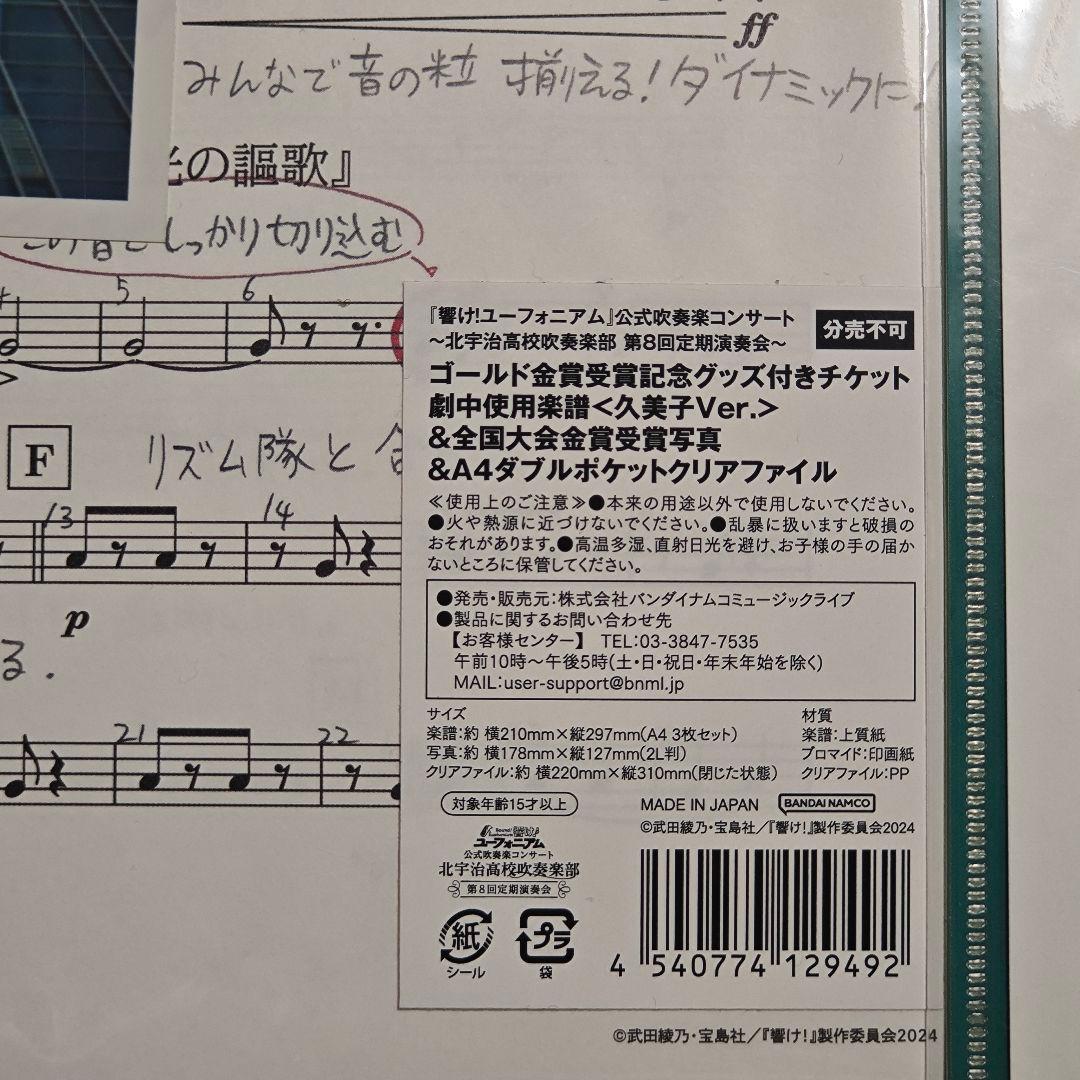 ff
みんなで音の粒 揃える!ダイナミックに!
の謳歌』
しっかり切り込む
5 6
『響け!ユーフォニアム』公式吹奏楽コンサート
～北宇治高校吹奏楽部 第8回定期演奏会～
分売不可
ゴールド金賞受賞記念グッズ付きチケット
劇中使用楽譜<久美子Ver.>
&全国大会金賞受賞写真
&A4ダブルポケットクリアファイル
≪使用上のご注意≫●本来の用途以外で使用しないでください。
●火や熱源に近づけないでください。●乱暴に扱いますと破損の
おそれがあります。●高温多湿、直射日光を避け、お子様の手の届か
ないところに保管してください。
●発売・販売元:株式会社バンダイナムコミュージックライブ
●製品に関するお問い合わせ先
【お客様センター】 TEL:03-3847-7535
午前10時～午後5時(土・日・祝日・年末年始を除く)
MAIL:user-support@bnml.jp
サイズ
楽譜:約 横210mm×縦297mm(A4 3枚セット)
写真:約 横178mm×縦127mm(2L判)
クリアファイル:約 横220mm×縦310mm(閉じた状態)
材質
楽譜:上質紙
ブロマイド:印画紙
クリアファイル:PP
対象年齢15才以上
MADE IN JAPAN BANDAI NAMCO
©武田綾乃・宝島社/『響け!』製作委員会2024
響け!
ユーフォニアム
公式吹奏楽コンサート
北宇治高校吹奏楽部
第8回定期演奏会
紙
シール
プラ
袋
4 540774 129492
F
リズム隊と
13 14
p
る.
21 22
©武田綾乃・宝島社/『響け!』製作委員会2024